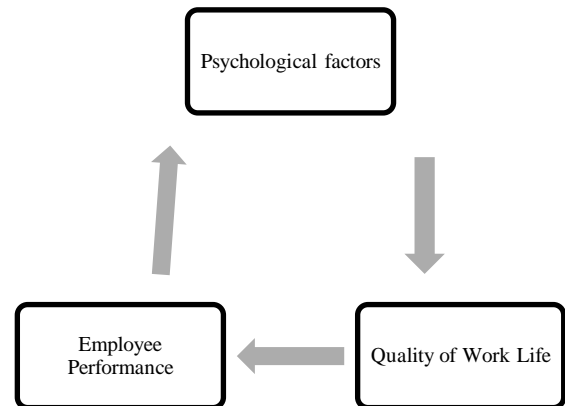 Psychological factors
Employee
Performance
Quality of Work Life